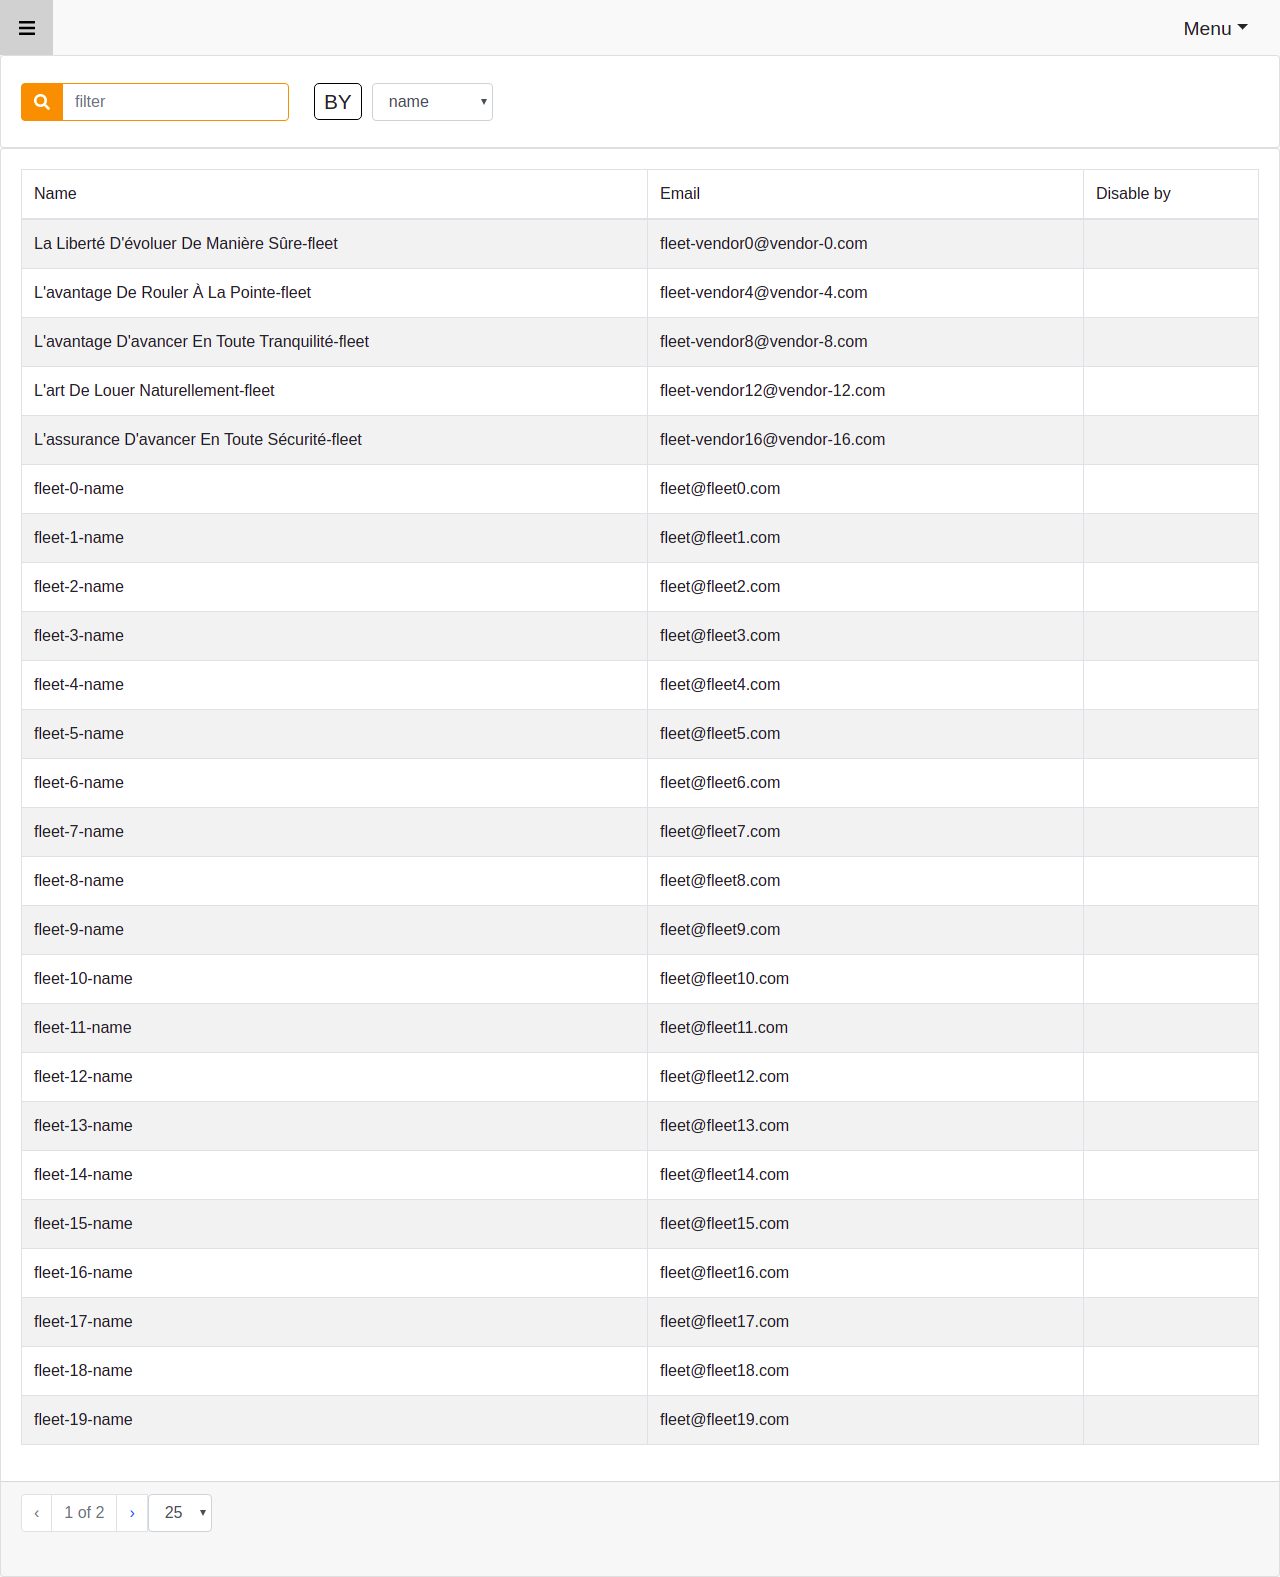 Menu
filter BY name
Name Email Disable by
La Liberté D'évoluer De Manière Sûre-fleet fleet-vendor0@vendor-0.com
L'avantage De Rouler À La Pointe-fleet fleet-vendor4@vendor-4.com
L'avantage D'avancer En Toute Tranquilité-fleet fleet-vendor8@vendor-8.com
L'art De Louer Naturellement-fleet fleet-vendor12@vendor-12.com
L'assurance D'avancer En Toute Sécurité-fleet fleet-vendor16@vendor-16.com
fleet-0-name fleet@fleet0.com
fleet-1-name fleet@fleet1.com
fleet-2-name fleet@fleet2.com
fleet-3-name fleet@fleet3.com
fleet-4-name fleet@fleet4.com
fleet-5-name fleet@fleet5.com
fleet-6-name fleet@fleet6.com
fleet-7-name fleet@fleet7.com
fleet-8-name fleet@fleet8.com
fleet-9-name fleet@fleet9.com
fleet-10-name fleet@fleet10.com
fleet-11-name fleet@fleet11.com
fleet-12-name fleet@fleet12.com
fleet-13-name fleet@fleet13.com
fleet-14-name fleet@fleet14.com
fleet-15-name fleet@fleet15.com
fleet-16-name fleet@fleet16.com
fleet-17-name fleet@fleet17.com
fleet-18-name fleet@fleet18.com
fleet-19-name fleet@fleet19.com
‹ 1 of 2 › 25